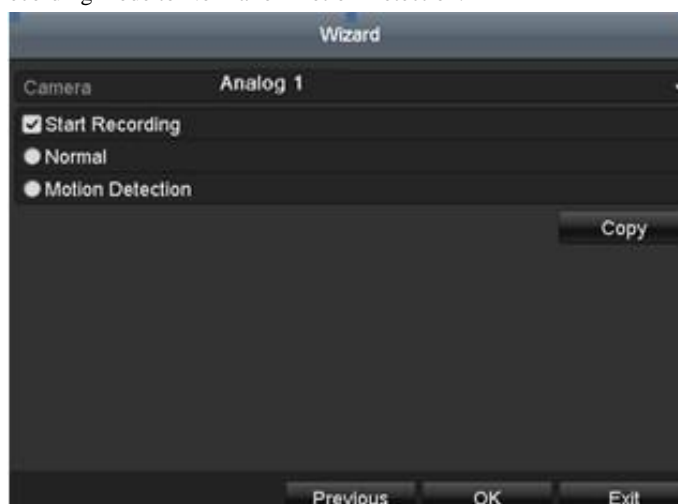 Wizard
Camera Analog 1
Start Recording
Normal
Motion Detection
Copy
Previous OK Exit